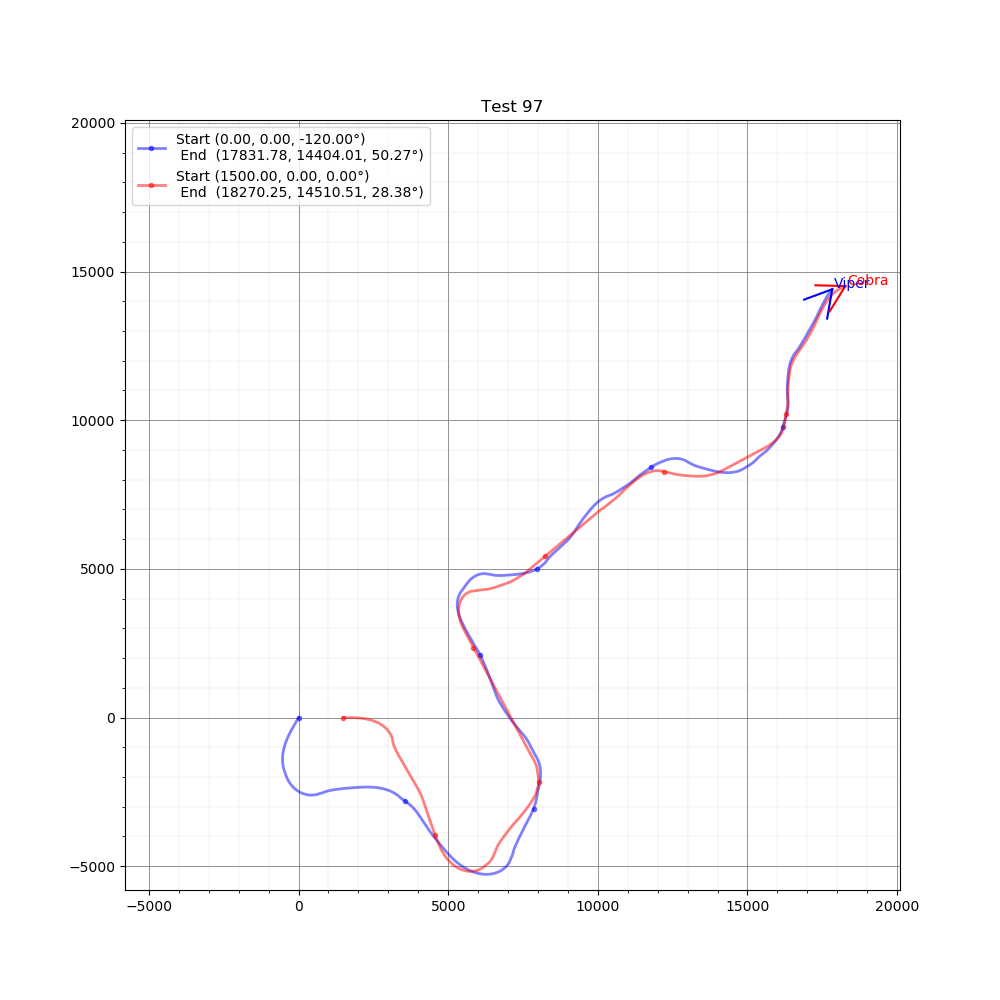 Test 97
Start (0.00, 0.00, -120.00°)
End (17831.78, 14404.01, 50.27°)
Start (1500.00, 0.00, 0.00°)
End (18270.25, 14510.51, 28.38°)
20000
15000
10000
5000
0
−5000
Viper
Cobra
−5000 0 5000 10000 15000 20000